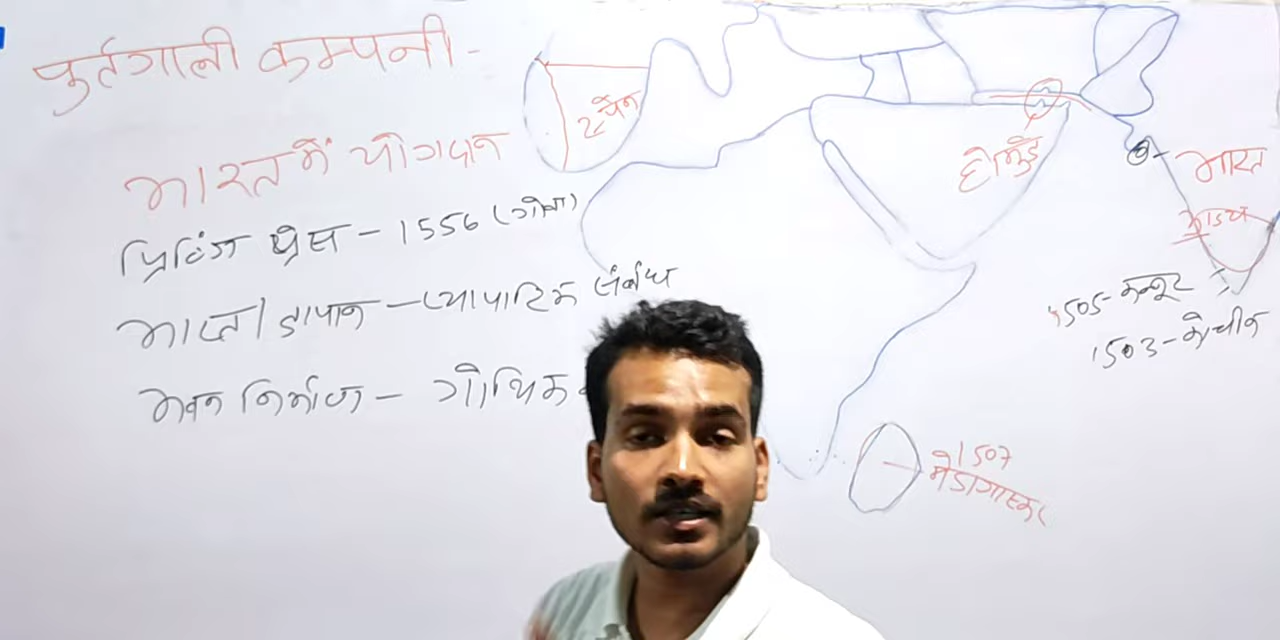 पुर्तगाली कम्पनी -
भारत में योगदान
प्रिटिंग प्रेस - 1556 (गोवा)
भारत / जापान - व्यापारिक संबंध
भवन निर्माण - गोथिक
स्पेन
होर्मुज
भारत
1505 - कन्नूर
1503 - कोचीन
1507
मेडागास्कर